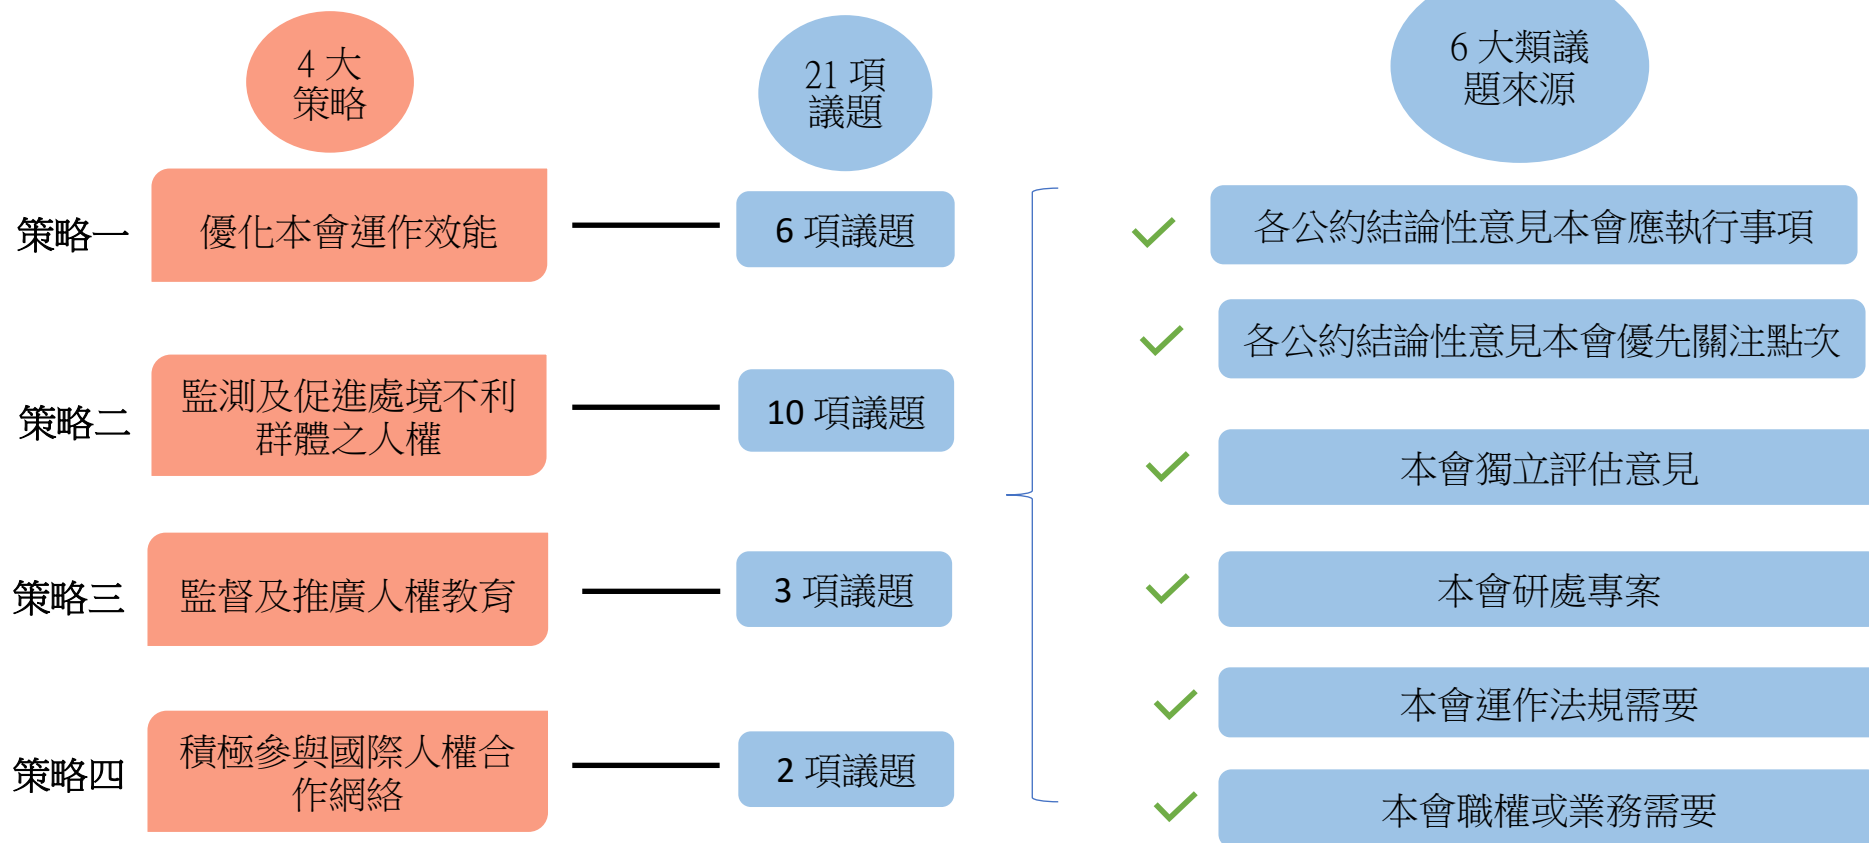 4 大
策略
21 項
議題
6 大類議
題來源
策略一
優化本會運作效能
6 項議題
各公約結論性意見本會應執行事項
各公約結論性意見本會優先關注點次
策略二
監測及促進處境不利
群體之人權
10 項議題
本會獨立評估意見
策略三
監督及推廣人權教育
3 項議題
本會研處專案
本會運作法規需要
策略四
積極參與國際人權合
作網絡
2 項議題
本會職權或業務需要